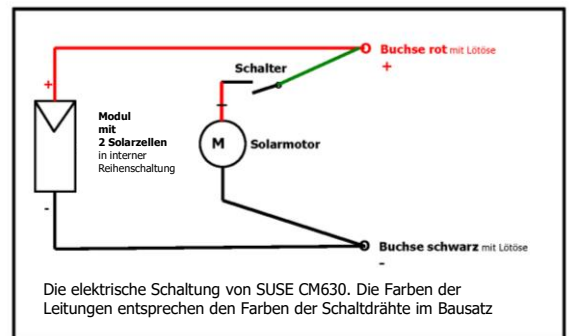 Buchse rot mit Lötöse
+
Schalter
+
Modul
mit
2 Solarzellen
in interner
Reihenschaltung
M
Solarmotor
-
Buchse schwarz mit Lötöse
-
Die elektrische Schaltung von SUSE CM630. Die Farben der
Leitungen entsprechen den Farben der Schaltdrähte im Bausatz